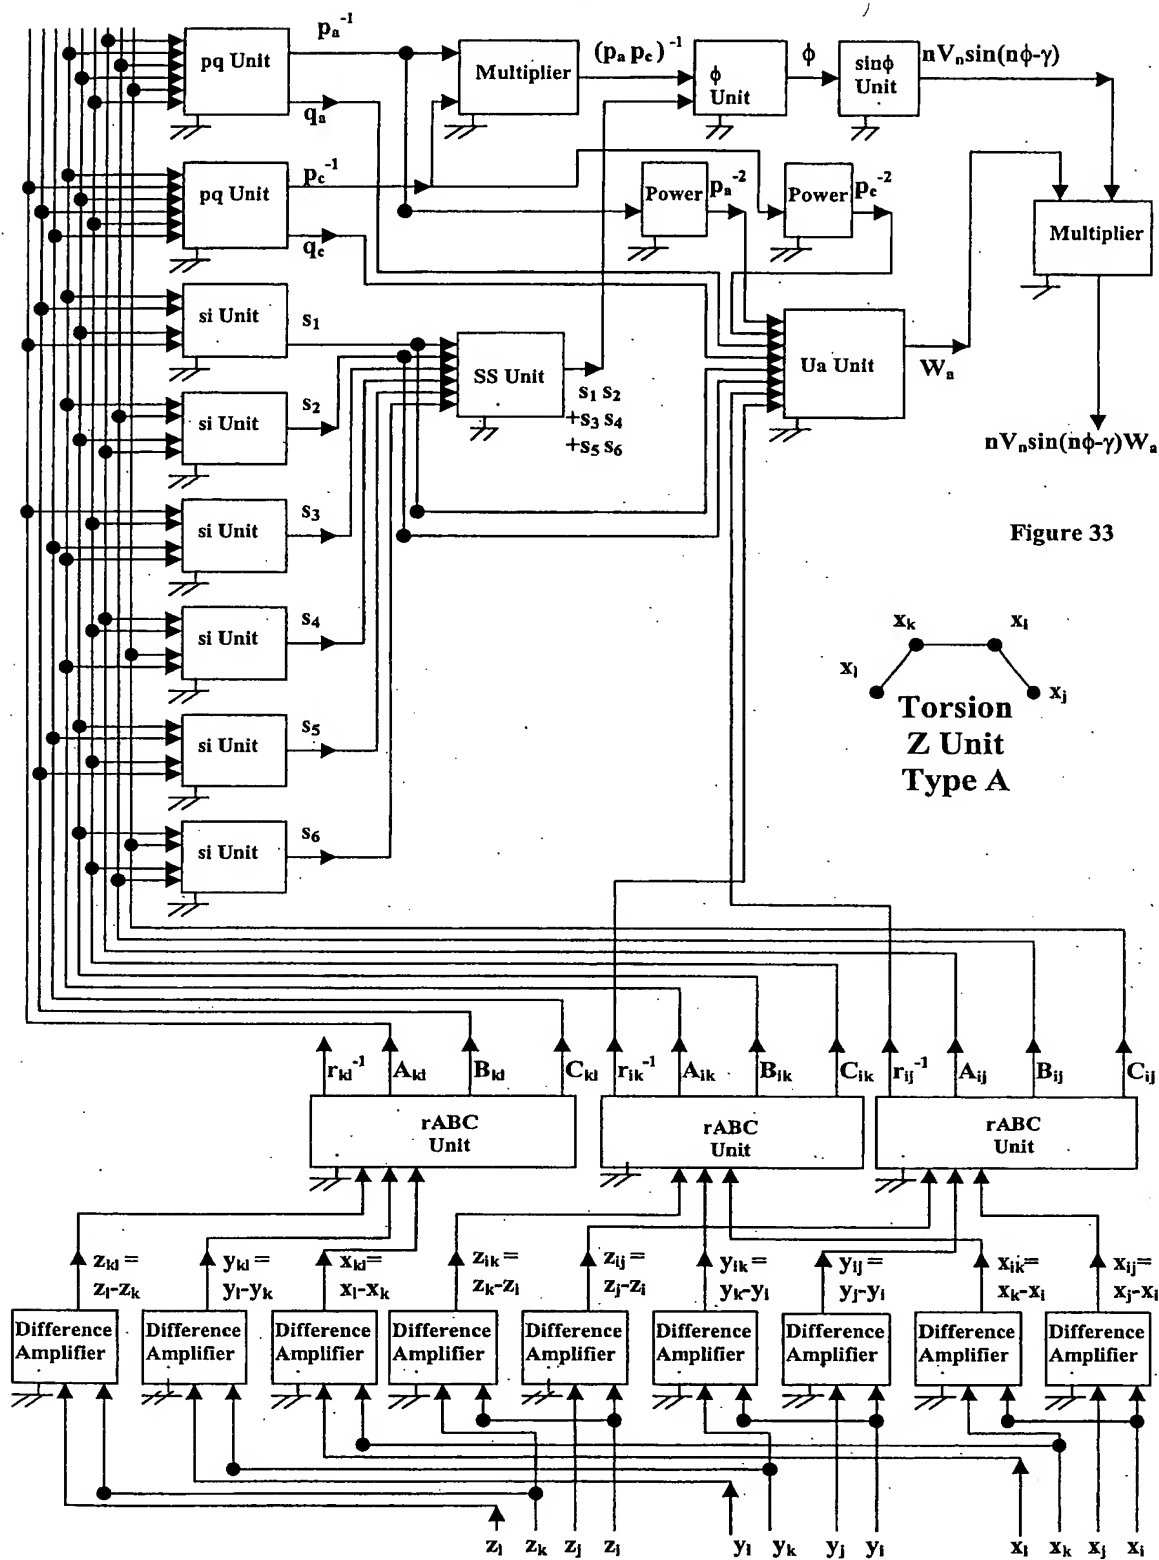 pₐ⁻¹
(pₐ p꜀)⁻¹
ϕ
nVₙsin(nϕ-γ)
pq Unit
Multiplier
ϕ
Unit
sinϕ
Unit
qₐ
p꜀⁻¹
pq Unit
Power
pₐ⁻²
Power
p꜀⁻²
Multiplier
q꜀
si Unit
s₁
SS Unit
s₁ s₂
+s₃ s₄
+s₅ s₆
Ua Unit
Wₐ
nVₙsin(nϕ-γ)Wₐ
si Unit
s₂
si Unit
s₃
Figure 33
si Unit
s₄
xₖ
xₗ
xᵢ
xⱼ
Torsion
Z Unit
Type A
si Unit
s₅
si Unit
s₆
rₖₗ⁻¹
Aₖₗ
Bₖₗ
Cₖₗ
rᵢₖ⁻¹
Aᵢₖ
Bᵢₖ
Cᵢₖ
rᵢⱼ⁻¹
Aᵢⱼ
Bᵢⱼ
Cᵢⱼ
rABC
Unit
rABC
Unit
rABC
Unit
zₖₗ=
zₗ-zₖ
yₖₗ=
yₗ-yₖ
xₖₗ=
xₗ-xₖ
zᵢₖ=
zₖ-zᵢ
zᵢⱼ=
zⱼ-zᵢ
yᵢₖ=
yₖ-yᵢ
yᵢⱼ=
yⱼ-yᵢ
xᵢₖ=
xₖ-xᵢ
xᵢⱼ=
xⱼ-xᵢ
Difference
Amplifier
Difference
Amplifier
Difference
Amplifier
Difference
Amplifier
Difference
Amplifier
Difference
Amplifier
Difference
Amplifier
Difference
Amplifier
Difference
Amplifier
zₗ
zₖ
zⱼ
zᵢ
yₗ
yₖ
yⱼ
yᵢ
xₗ
xₖ
xⱼ
xᵢ